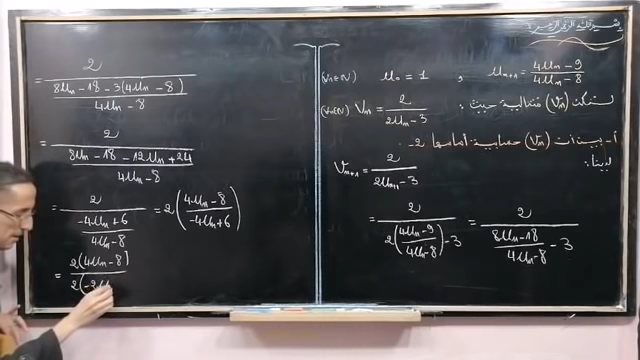 بسم الله الرحمن الرحيم
(∀n∈ℕ) u₀ = 1 , uₙ₊₁ = (4uₙ - 9)/(4uₙ - 8)
لتكن (Vₙ) متتالية حيث:
(∀n∈ℕ) Vₙ = 2/(2uₙ - 3)
أ - بين أن (Vₙ) حسابية أساسها 2-
لدينا:
Vₙ₊₁ = 2/(2uₙ₊₁ - 3)
= 2/(2((4uₙ - 9)/(4uₙ - 8)) - 3) = 2/((8uₙ - 18)/(4uₙ - 8) - 3)
= 2/((8uₙ - 18 - 3(4uₙ - 8))/(4uₙ - 8))
= 2/((8uₙ - 18 - 12uₙ + 24)/(4uₙ - 8))
= 2/((-4uₙ + 6)/(4uₙ - 8)) = 2((4uₙ - 8)/(-4uₙ + 6))
= 2(4uₙ - 8)/2(-2u